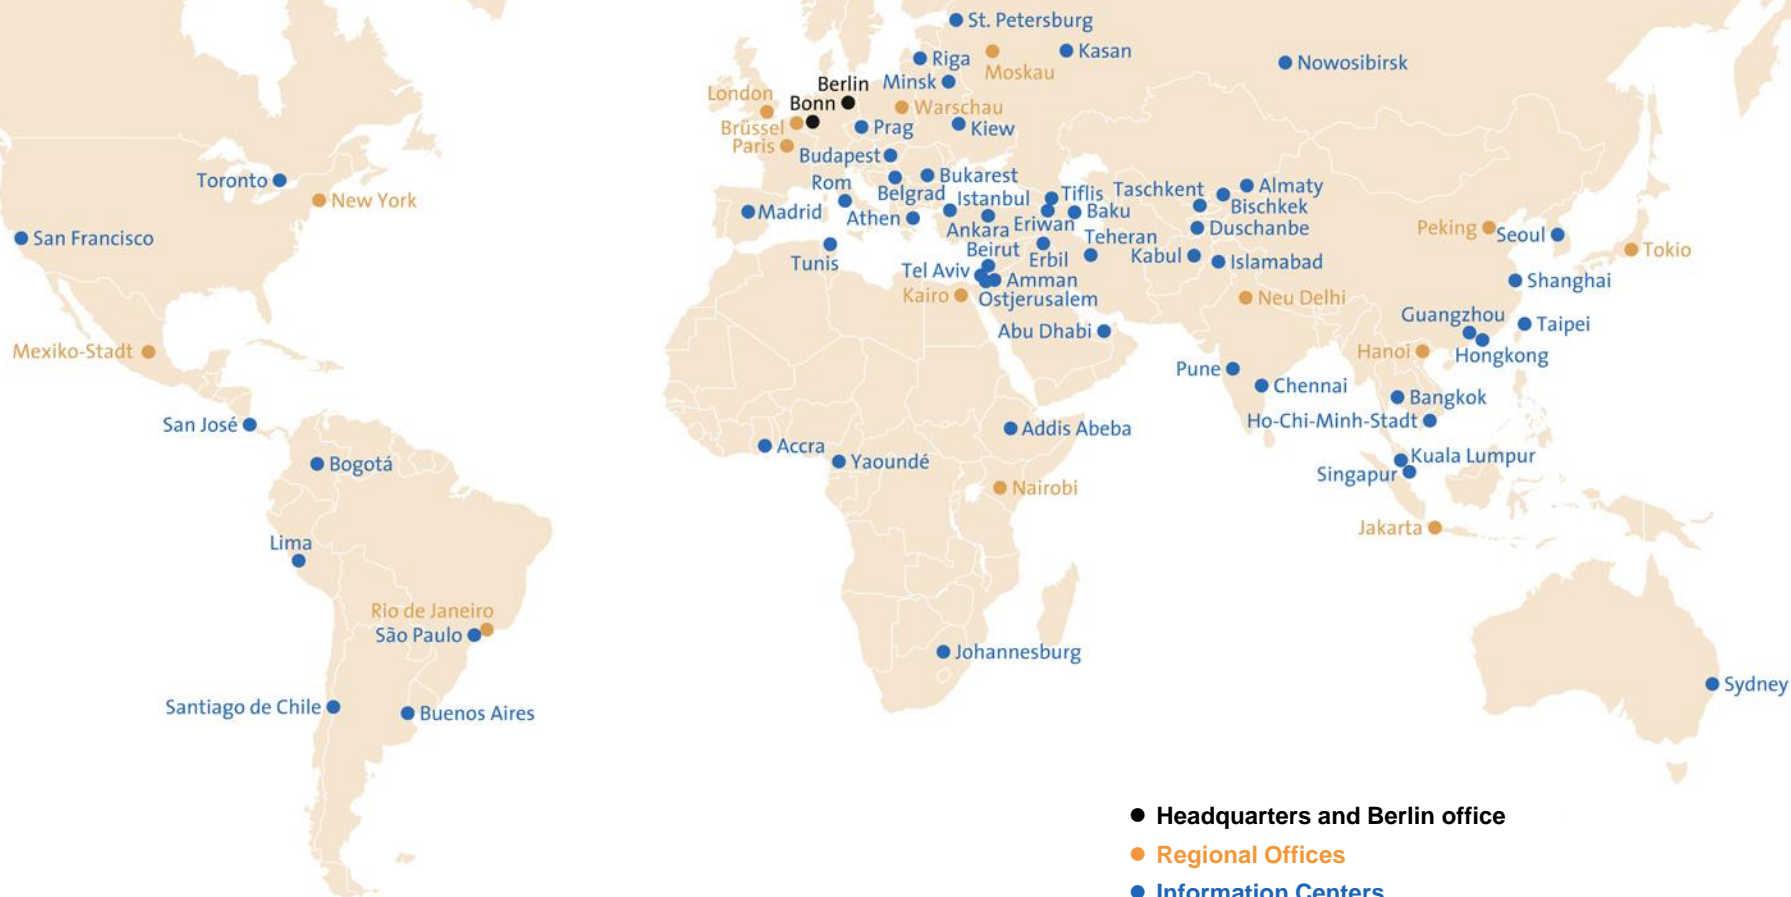 St. Petersburg
Kasan
Riga
Moskau
Nowosibirsk
Minsk
Berlin
London
Bonn
Warschau
Brüssel
Prag
Kiew
Paris
Budapest
Toronto
Bukarest
Rom
Belgrad
Istanbul
Tiflis
Taschkent
Almaty
New York
Bischkek
Madrid
Athen
Ankara
Eriwan
Baku
Duschanbe
Peking
Seoul
San Francisco
Teheran
Tokio
Tunis
Beirut
Erbil
Kabul
Islamabad
Tel Aviv
Amman
Shanghai
Kairo
Ostjerusalem
Neu Delhi
Guangzhou
Taipei
Abu Dhabi
Mexiko-Stadt
Hanoi
Hongkong
Pune
Chennai
Bangkok
San José
Addis Abeba
Ho-Chi-Minh-Stadt
Accra
Bogotá
Yaoundé
Kuala Lumpur
Singapur
Nairobi
Jakarta
Lima
Rio de Janeiro
São Paulo
Johannesburg
Sydney
Santiago de Chile
Buenos Aires
Headquarters and Berlin office
Regional Offices
Information Centers